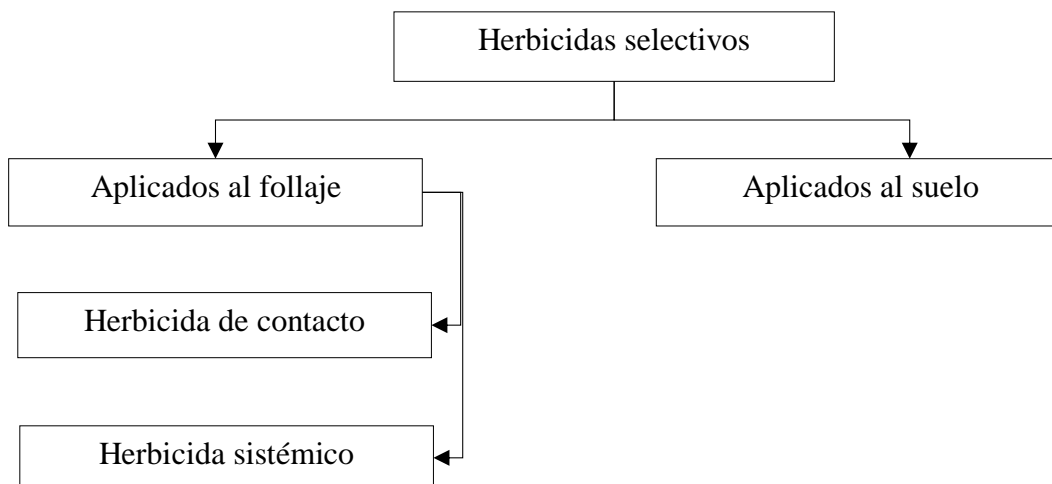 Herbicidas selectivos
Aplicados al follaje
Aplicados al suelo
Herbicida de contacto
Herbicida sistémico